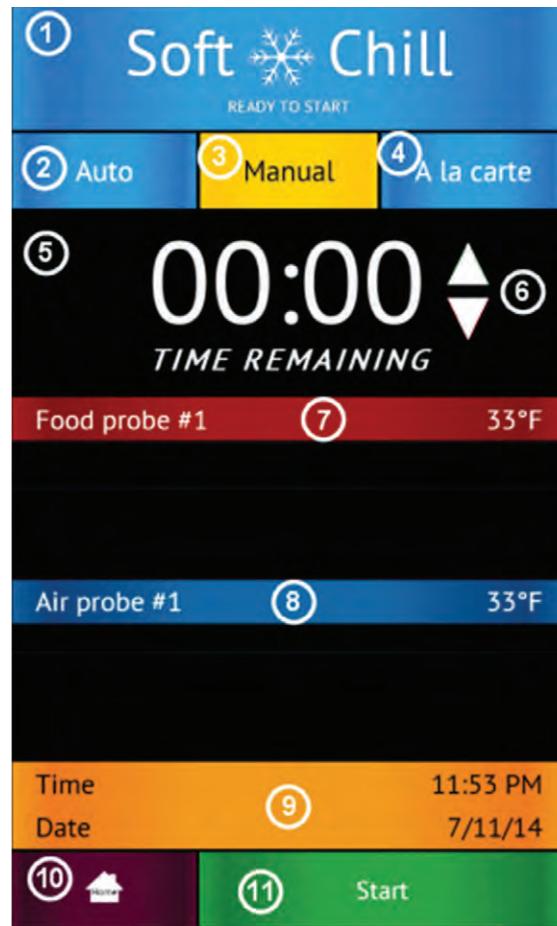 1
Soft Chill
READY TO START
2 Auto 3 Manual 4 A la carte
5
00:00 6
TIME REMAINING
Food probe #1 7 33°F
Air probe #1 8 33°F
Time 11:53 PM
9
Date 7/11/14
10 Home 11 Start